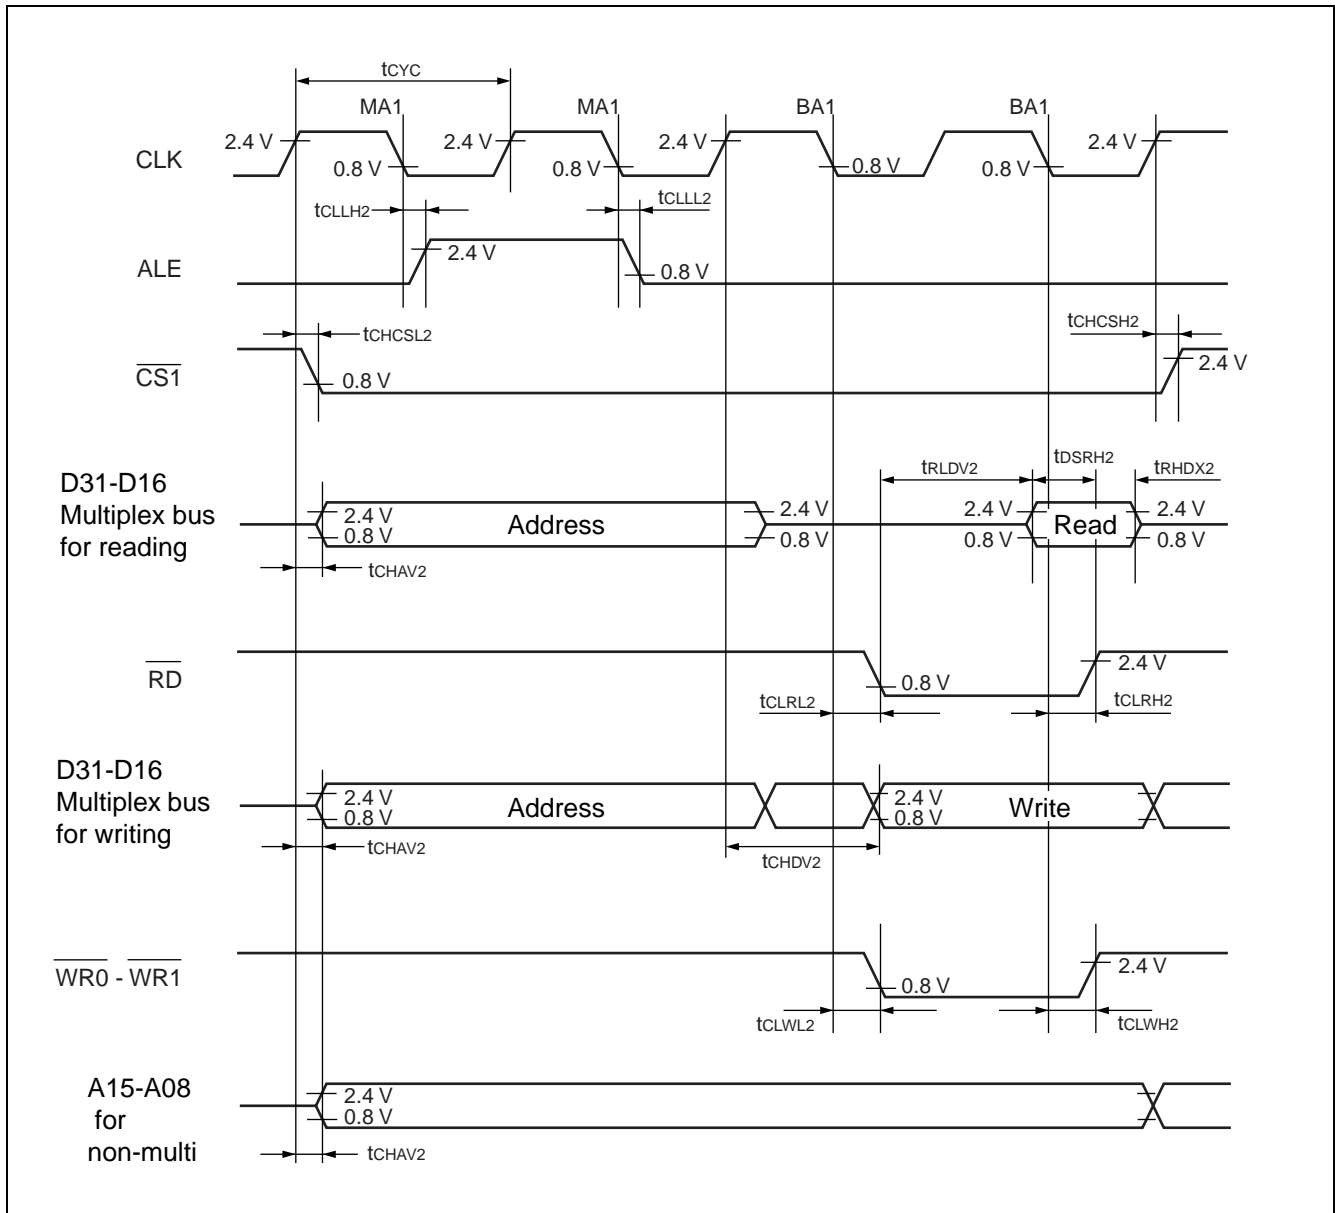 tCYC
MA1 MA1 BA1 BA1
CLK 2.4 V 2.4 V 2.4 V 2.4 V
0.8 V 0.8 V 0.8 V 0.8 V
tCLLH2 tCLLL2
ALE 2.4 V 0.8 V
tCHCSL2 tCHCSH2
CS1 0.8 V 2.4 V
tRLDV2 tDSRH2 tRHDX2
D31-D16
Multiplex bus
for reading
2.4 V 2.4 V 2.4 V 2.4 V
Address Read
0.8 V 0.8 V 0.8 V 0.8 V
tCHAV2
RD 0.8 V 2.4 V
tCLRL2 tCLRH2
D31-D16
Multiplex bus
for writing
2.4 V 2.4 V
Address Write
0.8 V 0.8 V
tCHAV2 tCHDV2
WR0 - WR1 0.8 V 2.4 V
tCLWL2 tCLWH2
A15-A08
for
non-multi
2.4 V
0.8 V
tCHAV2